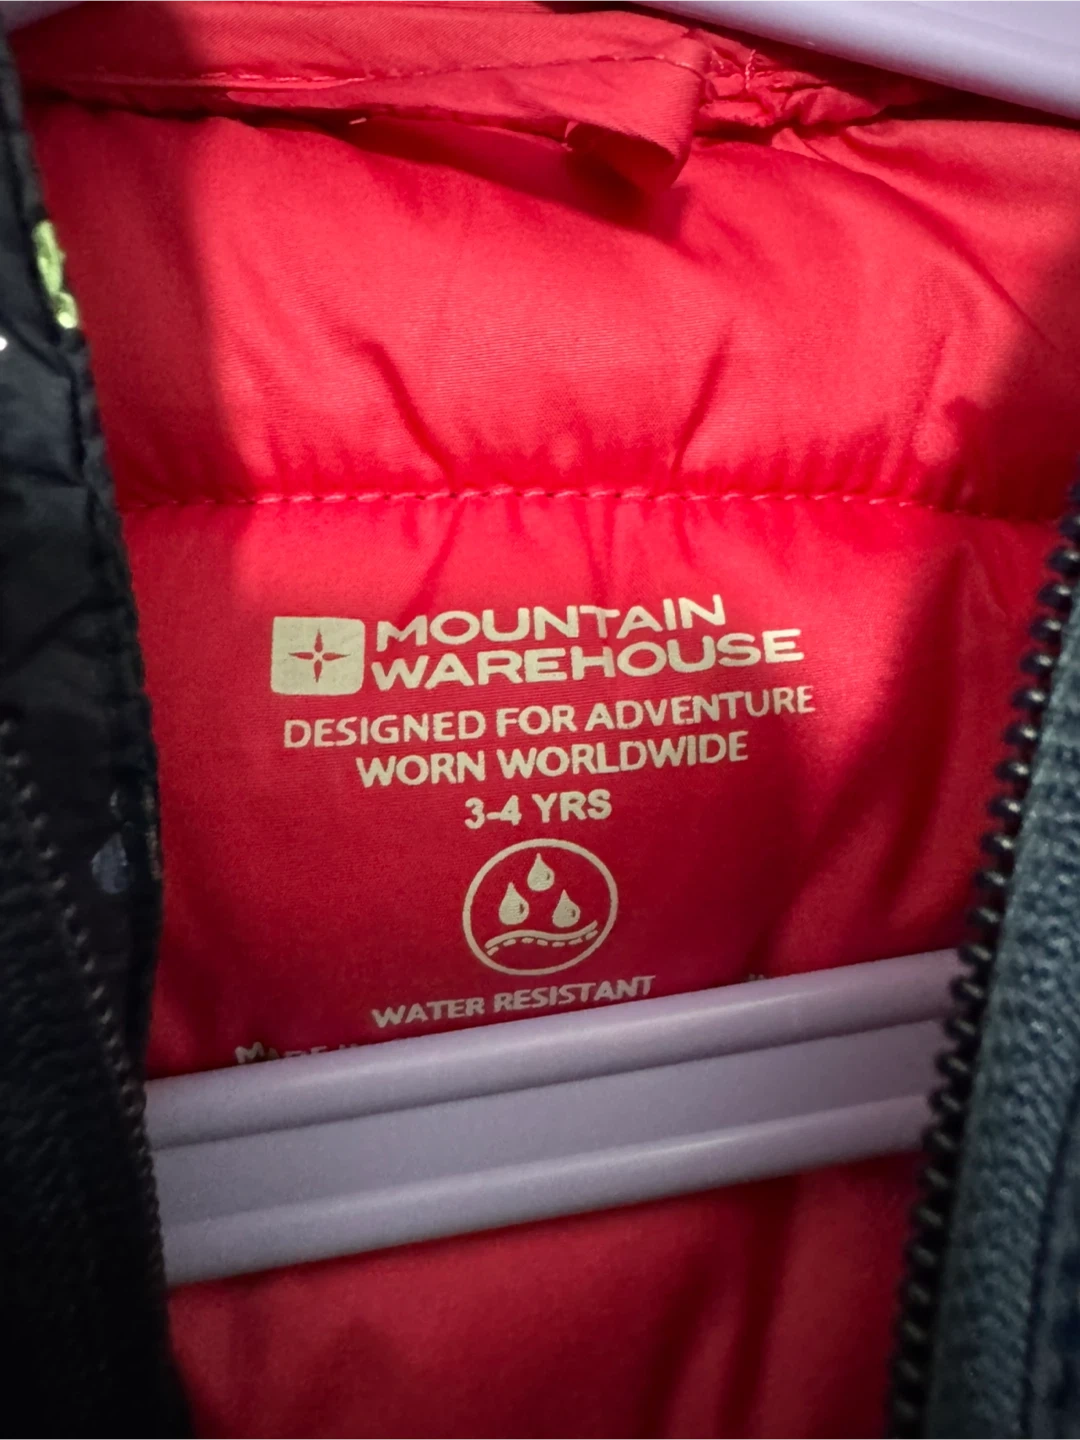 MOUNTAIN
WAREHOUSE
DESIGNED FOR ADVENTURE
WORN WORLDWIDE
3-4 YRS
WATER RESISTANT